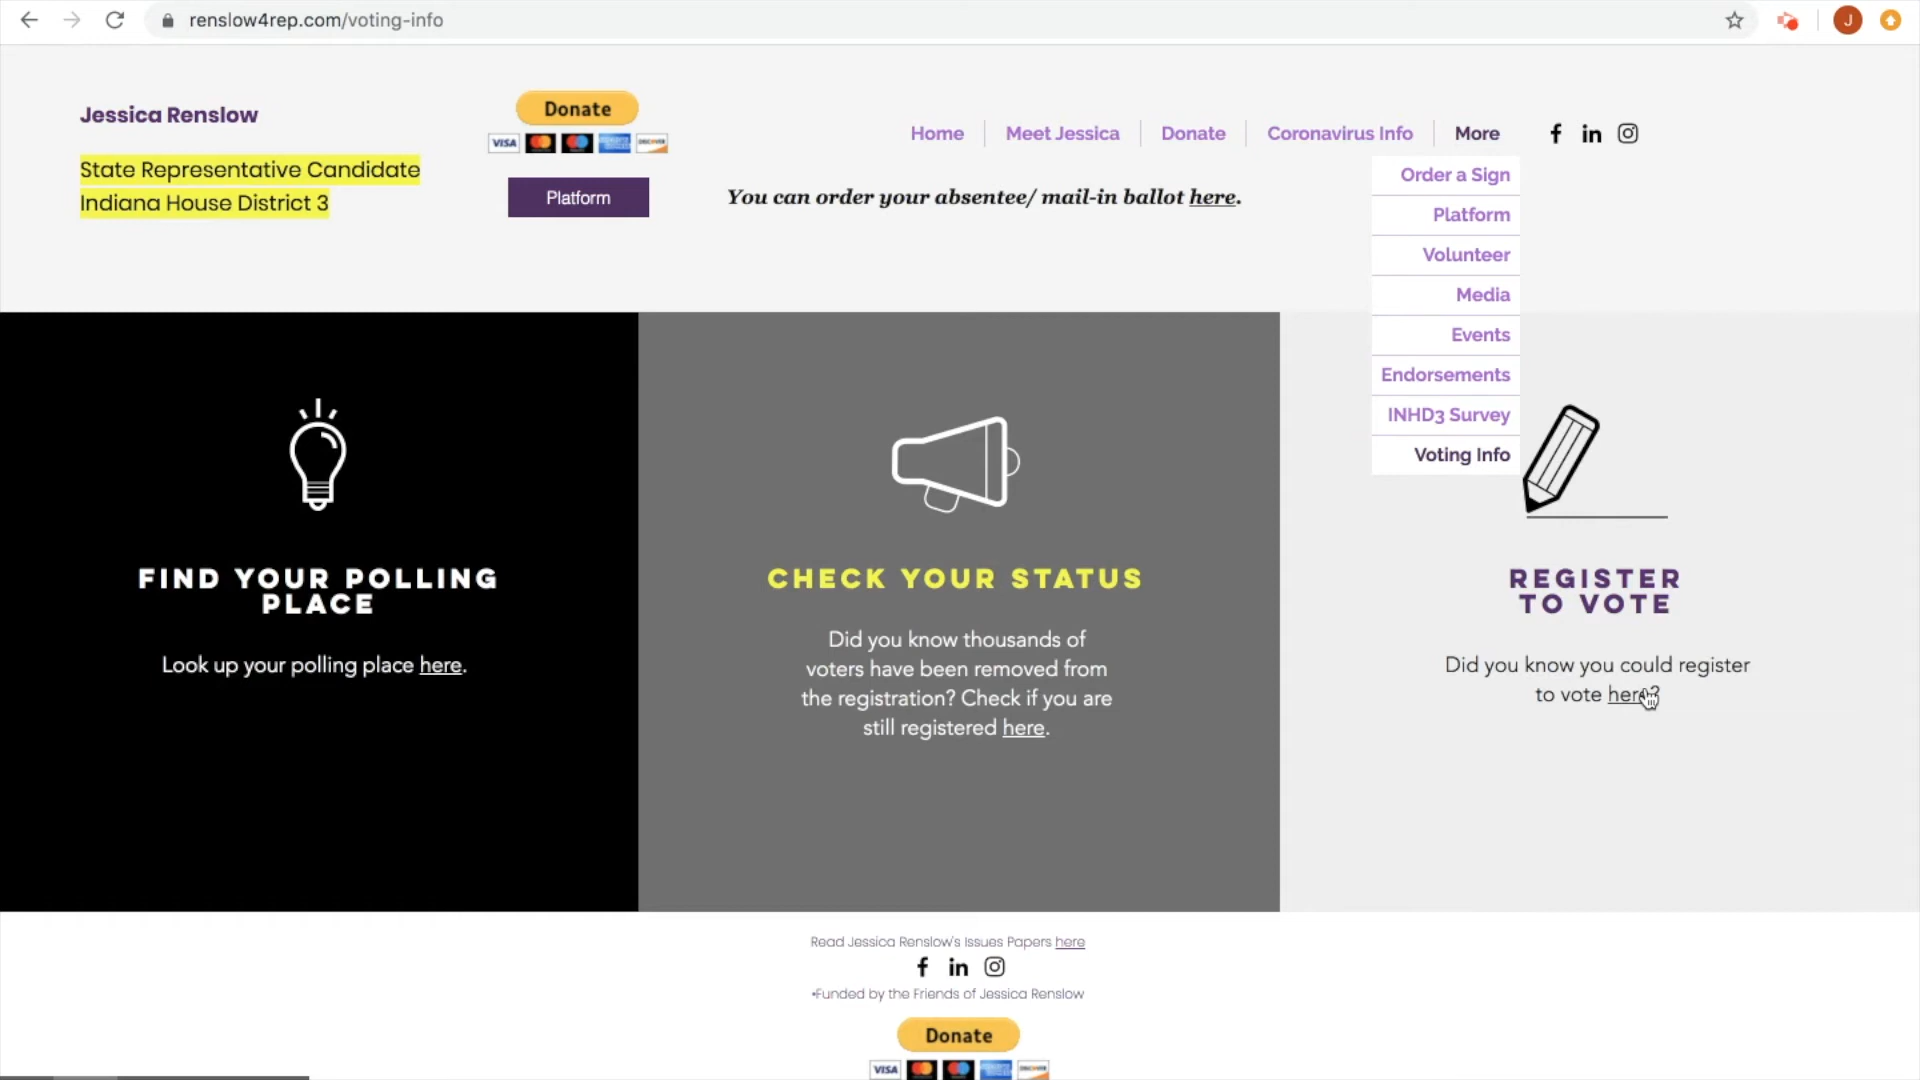 renslow4rep.com/voting-info
J
Jessica Renslow
State Representative Candidate
Indiana House District 3
Donate
VISA
DISCOVER
Platform
Home
Meet Jessica
Donate
Coronavirus Info
More
You can order your absentee/ mail-in ballot here.
Order a Sign
Platform
Volunteer
Media
Events
Endorsements
INHD3 Survey
Voting Info
FIND YOUR POLLING
PLACE
Look up your polling place here.
CHECK YOUR STATUS
Did you know thousands of
voters have been removed from
the registration? Check if you are
still registered here.
REGISTER
TO VOTE
Did you know you could register
to vote here?
Read Jessica Renslow's Issues Papers here
•Funded by the Friends of Jessica Renslow
Donate
VISA